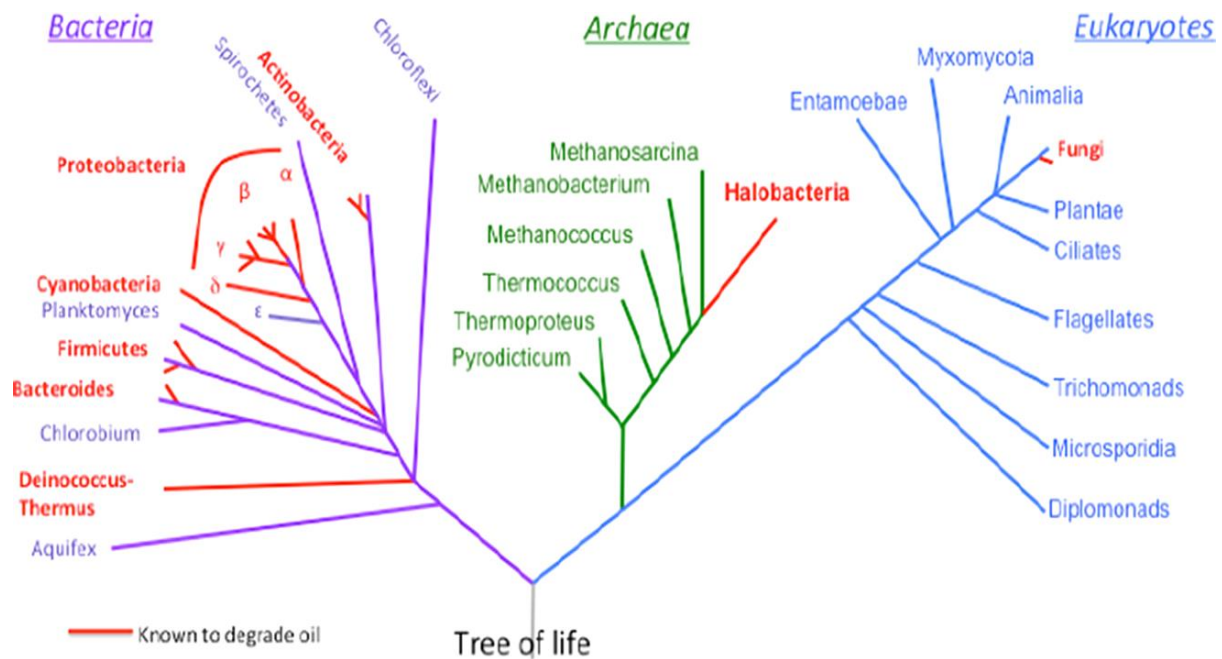 Bacteria
Archaea
Eukaryotes
Spirochetes
Actinobacteria
Chloroflexi
Proteobacteria
α
β
γ
δ
ε
Cyanobacteria
Planktomyces
Firmicutes
Bacteroides
Chlorobium
Deinococcus-
Thermus
Aquifex
Methanosarcina
Methanobacterium
Halobacteria
Methanococcus
Thermococcus
Thermoproteus
Pyrodicticum
Myxomycota
Entamoebae
Animalia
Fungi
Plantae
Ciliates
Flagellates
Trichomonads
Microsporidia
Diplomonads
Known to degrade oil
Tree of life